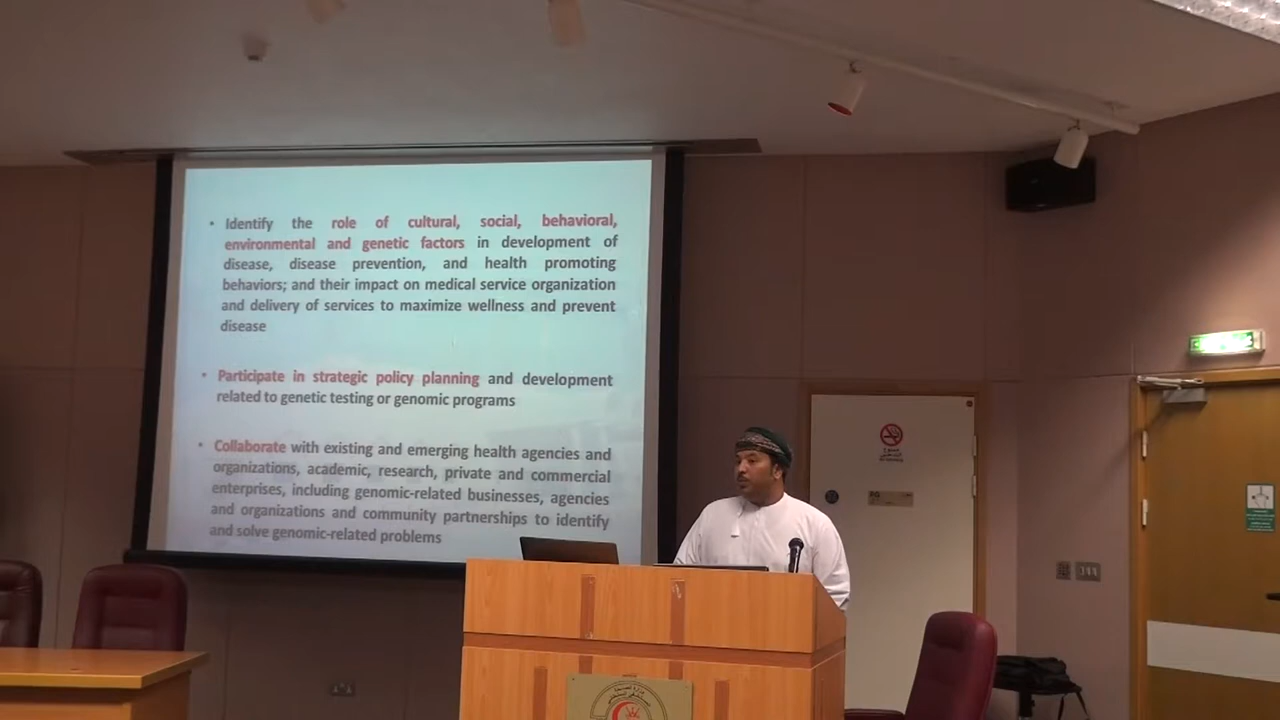 • Identify the role of cultural, social, behavioral,
environmental and genetic factors in development of
disease, disease prevention, and health promoting
behaviors; and their impact on medical service organization
and delivery of services to maximize wellness and prevent
disease
• Participate in strategic policy planning and development
related to genetic testing or genomic programs
• Collaborate with existing and emerging health agencies and
organizations, academic, research, private and commercial
enterprises, including genomic-related businesses, agencies
and organizations and community partnerships to identify
and solve genomic-related problems